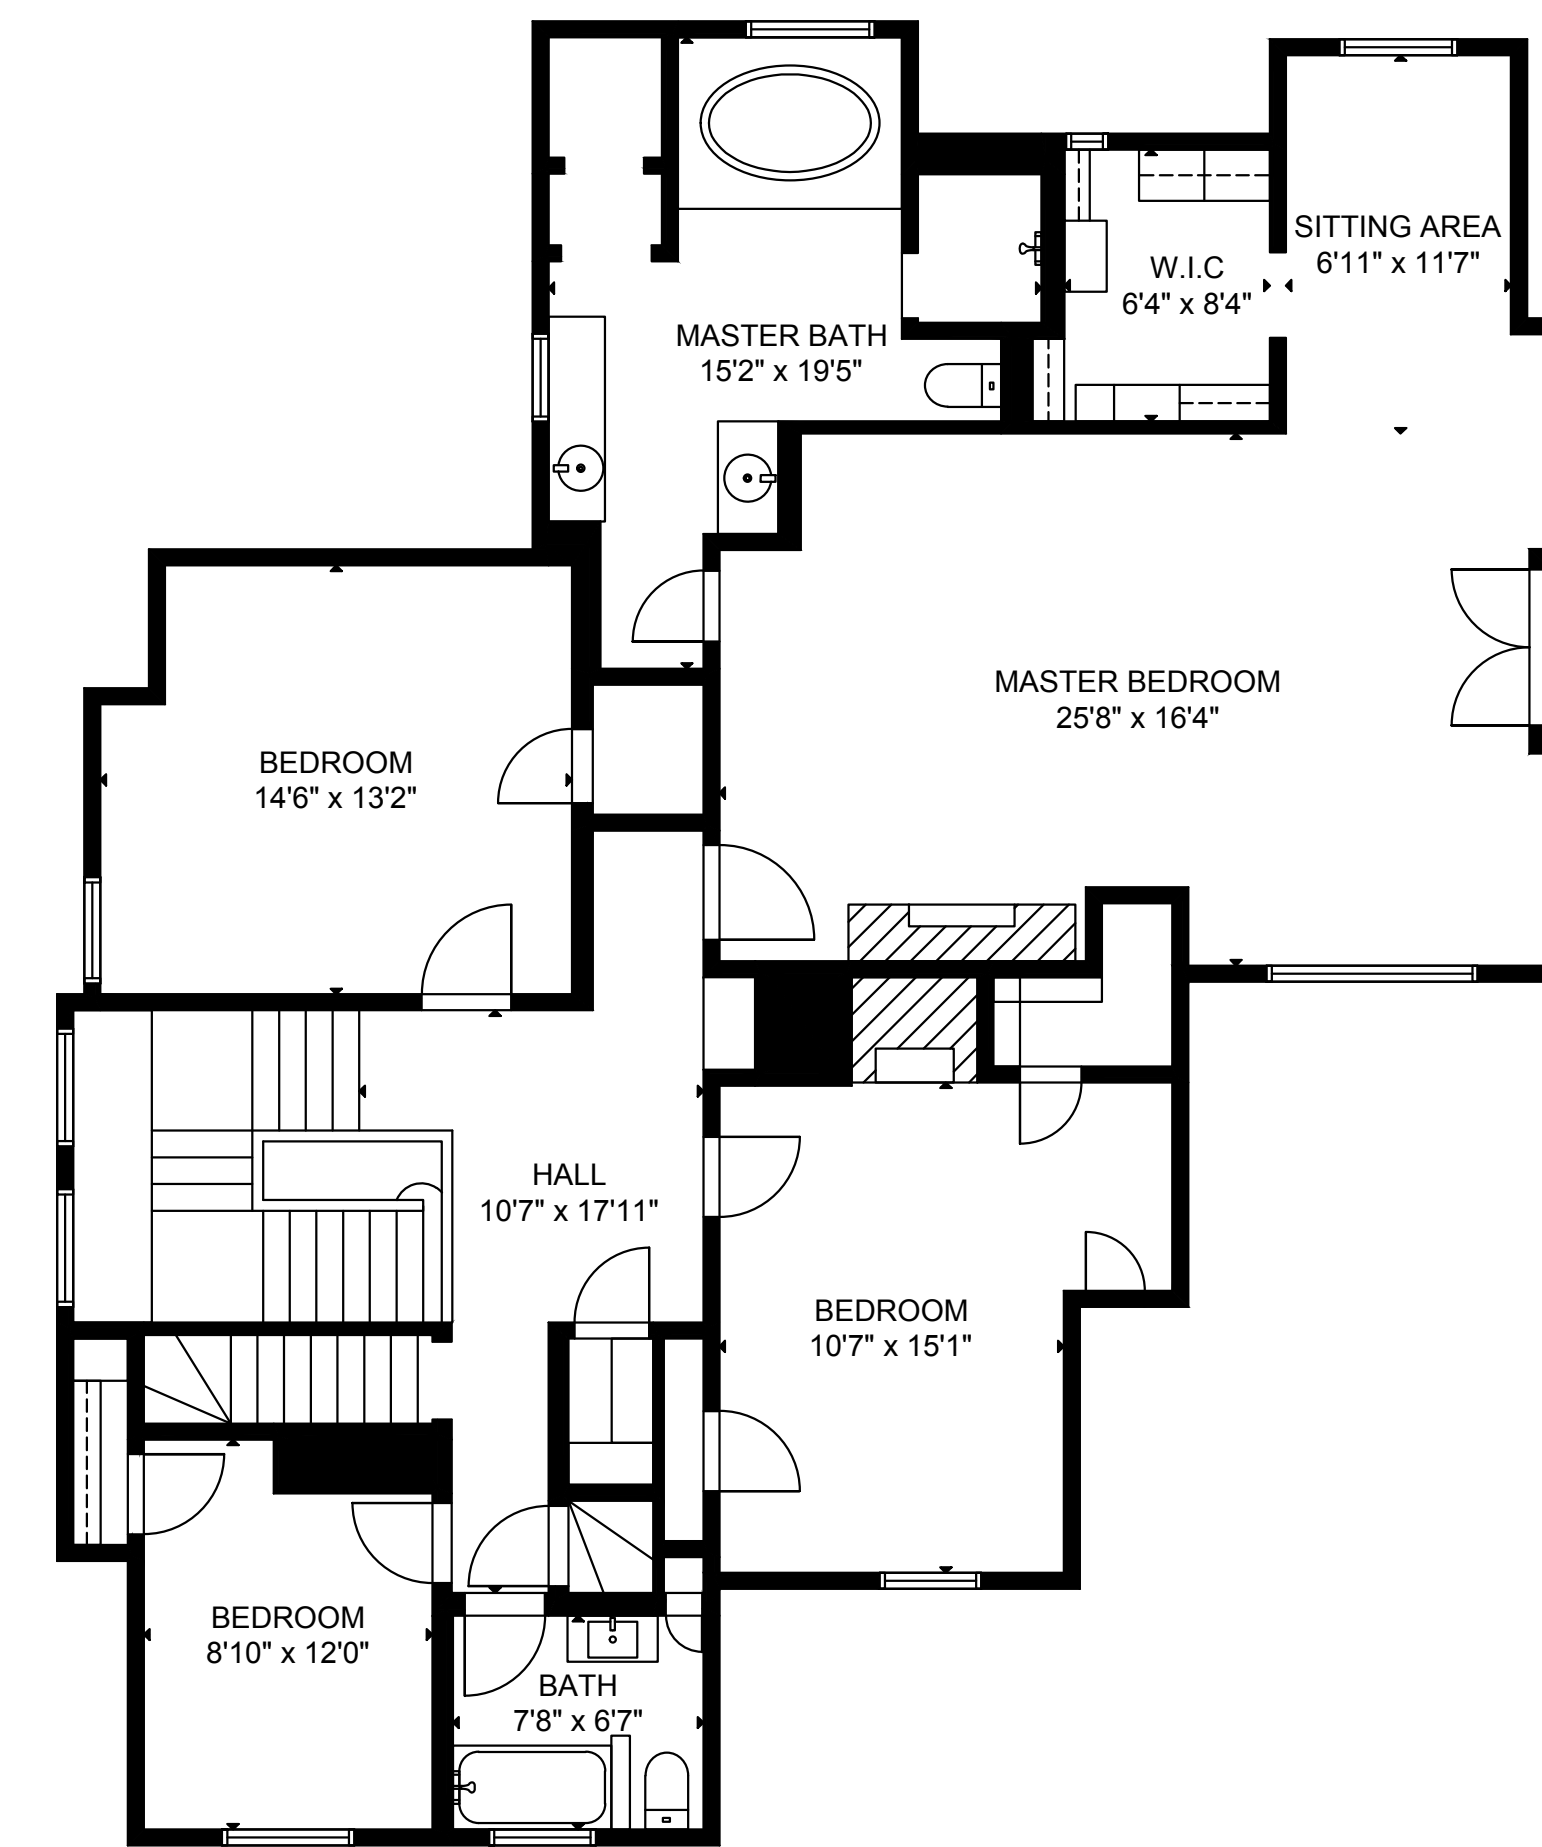 SITTING AREA
6'11" x 11'7"
W.I.C
6'4" x 8'4"
MASTER BATH
15'2" x 19'5"
MASTER BEDROOM
25'8" x 16'4"
BEDROOM
14'6" x 13'2"
HALL
10'7" x 17'11"
BEDROOM
10'7" x 15'1"
BEDROOM
8'10" x 12'0"
BATH
7'8" x 6'7"